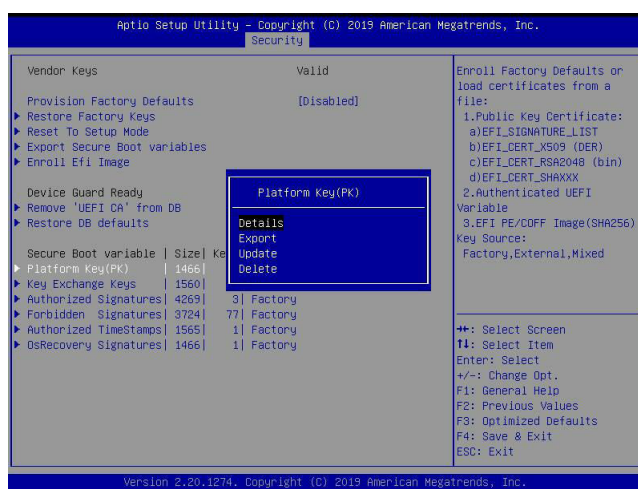 Aptio Setup Utility – Copyright (C) 2019 American Megatrends, Inc.
Security
Vendor Keys Valid
Provision Factory Defaults [Disabled]
Restore Factory Keys
Reset To Setup Mode
Export Secure Boot variables
Enroll Efi Image
Device Guard Ready
Remove 'UEFI CA' from DB
Restore DB defaults
Secure Boot variable | Size| Ke
Platform Key(PK) | 1466|
Key Exchange Keys | 1560|
Authorized Signatures| 4269| 3| Factory
Forbidden Signatures| 3724| 77| Factory
Authorized TimeStamps| 1565| 1| Factory
OsRecovery Signatures| 1466| 1| Factory
Platform Key(PK)
Details
Export
Update
Delete
Enroll Factory Defaults or
load certificates from a
file:
1.Public Key Certificate:
a)EFI_SIGNATURE_LIST
b)EFI_CERT_X509 (DER)
c)EFI_CERT_RSA2048 (bin)
d)EFI_CERT_SHAXXX
2.Authenticated UEFI
Variable
3.EFI PE/COFF Image(SHA256)
Key Source:
Factory,External,Mixed
→←: Select Screen
↑↓: Select Item
Enter: Select
+/-: Change Opt.
F1: General Help
F2: Previous Values
F3: Optimized Defaults
F4: Save & Exit
ESC: Exit
Version 2.20.1274. Copyright (C) 2019 American Megatrends, Inc.